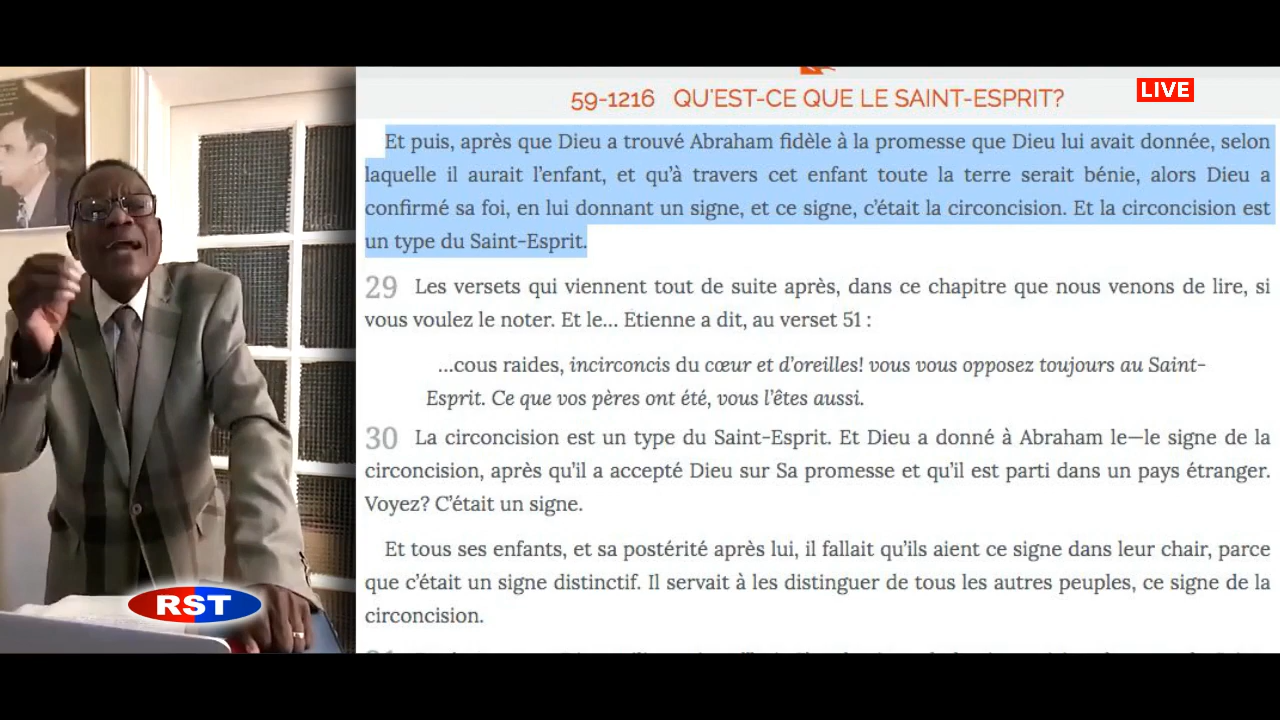 59-1216 QU'EST-CE QUE LE SAINT-ESPRIT?
LIVE
Et puis, après que Dieu a trouvé Abraham fidèle à la promesse que Dieu lui avait donnée, selon
laquelle il aurait l'enfant, et qu'à travers cet enfant toute la terre serait bénie, alors Dieu a
confirmé sa foi, en lui donnant un signe, et ce signe, c'était la circoncision. Et la circoncision est
un type du Saint-Esprit.
29 Les versets qui viennent tout de suite après, dans ce chapitre que nous venons de lire, si
vous voulez le noter. Et le... Etienne a dit, au verset 51 :
...cous raides, incirconcis du cœur et d'oreilles! vous vous opposez toujours au Saint-
Esprit. Ce que vos pères ont été, vous l'êtes aussi.
30 La circoncision est un type du Saint-Esprit. Et Dieu a donné à Abraham le—le signe de la
circoncision, après qu'il a accepté Dieu sur Sa promesse et qu'il est parti dans un pays étranger.
Voyez? C'était un signe.
Et tous ses enfants, et sa postérité après lui, il fallait qu'ils aient ce signe dans leur chair, parce
que c'était un signe distinctif. Il servait à les distinguer de tous les autres peuples, ce signe de la
circoncision.
RST